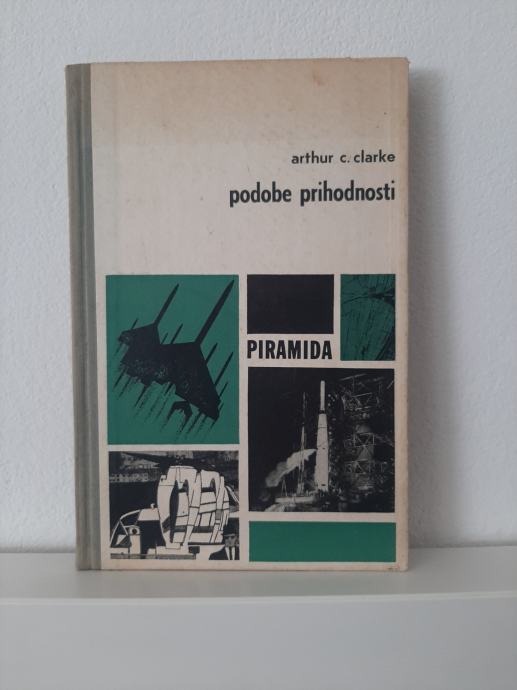 arthur c. clarke
podobe prihodnosti
PIRAMIDA